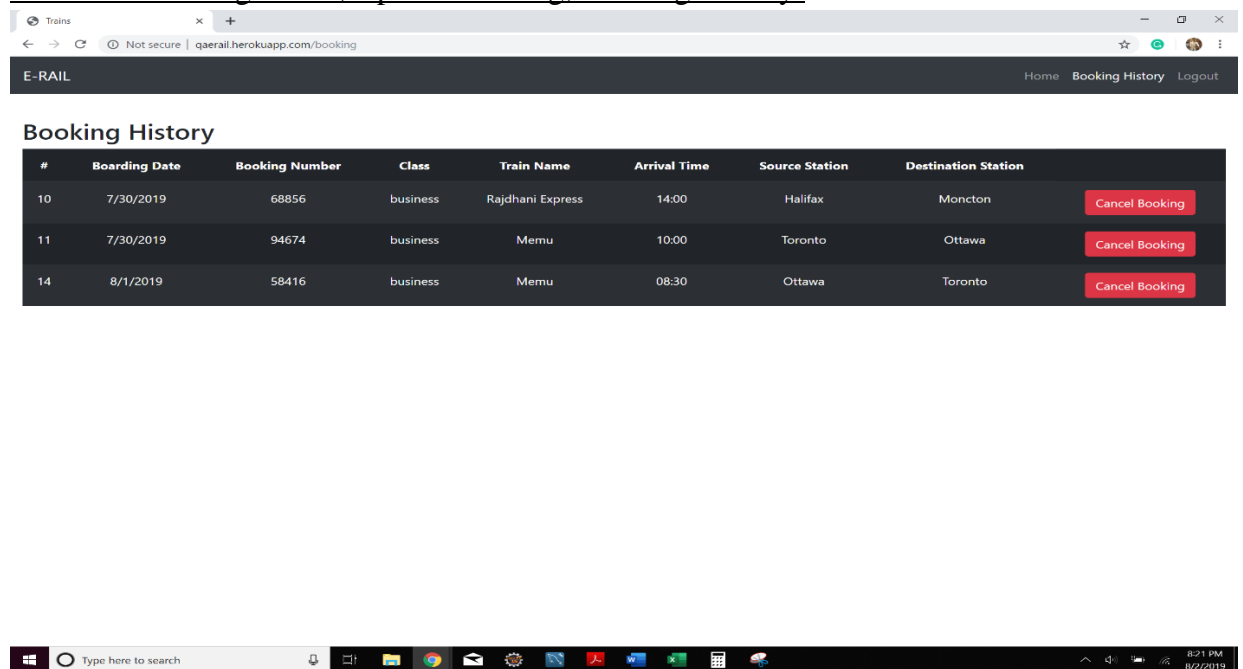 Trains
Not secure | qaerail.herokuapp.com/booking
E-RAIL Home Booking History Logout
Booking History
# Boarding Date Booking Number Class Train Name Arrival Time Source Station Destination Station
10 7/30/2019 68856 business Rajdhani Express 14:00 Halifax Moncton Cancel Booking
11 7/30/2019 94674 business Memu 10:00 Toronto Ottawa Cancel Booking
14 8/1/2019 58416 business Memu 08:30 Ottawa Toronto Cancel Booking
Type here to search
8:21 PM
8/2/2019